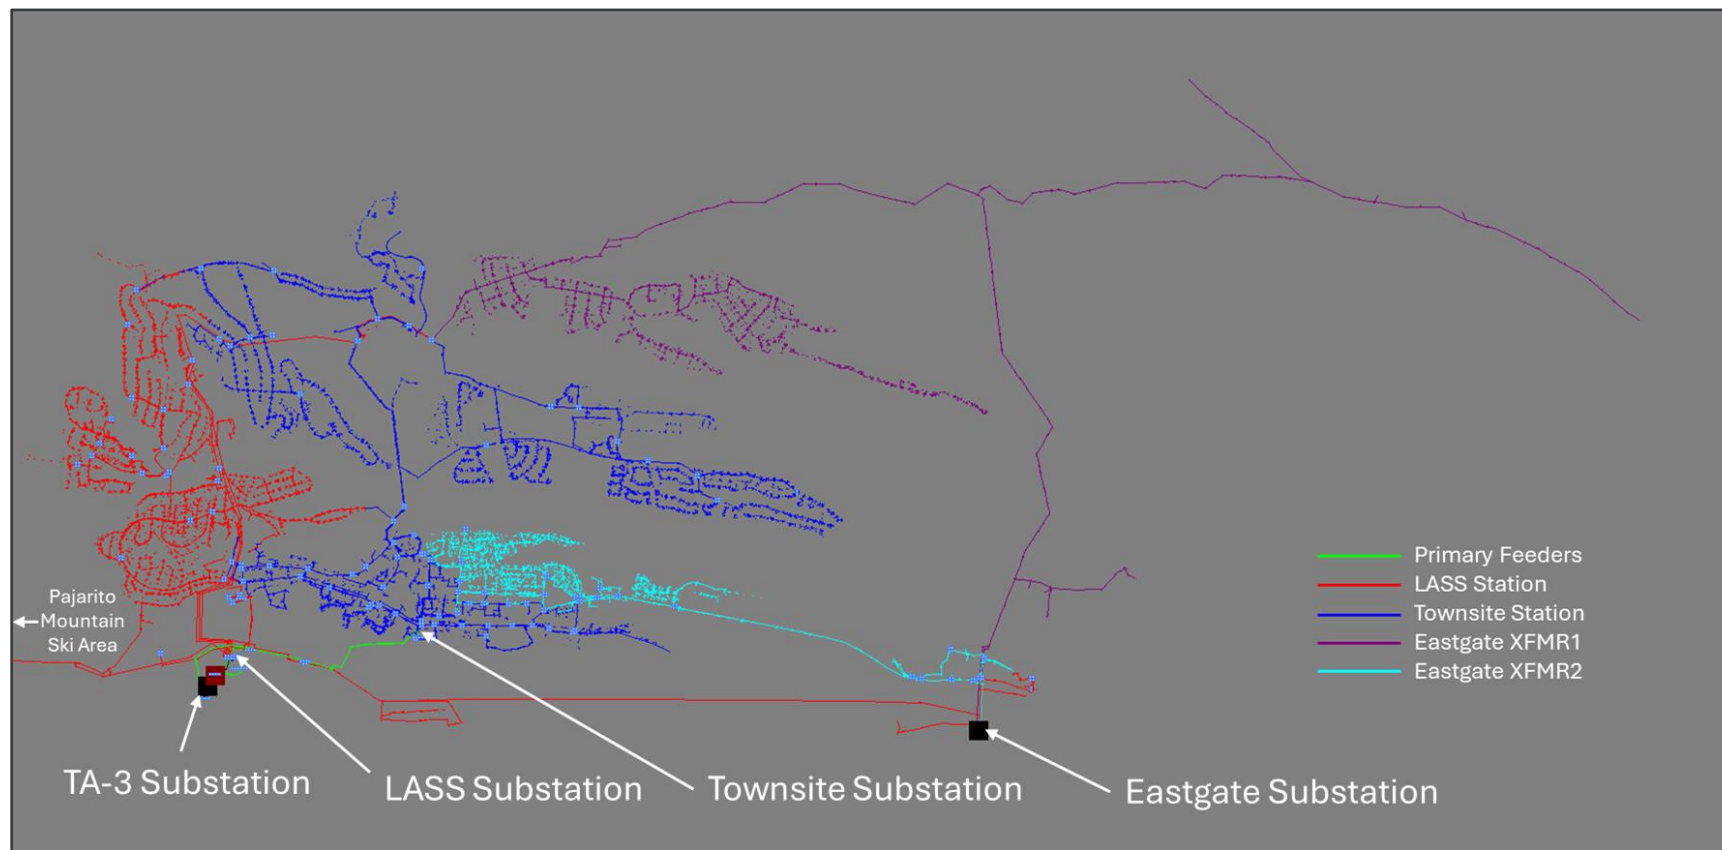 Primary Feeders
LASS Station
Townsite Station
Eastgate XFMR1
Eastgate XFMR2
Pajarito
Mountain
Ski Area
TA-3 Substation
LASS Substation
Townsite Substation
Eastgate Substation